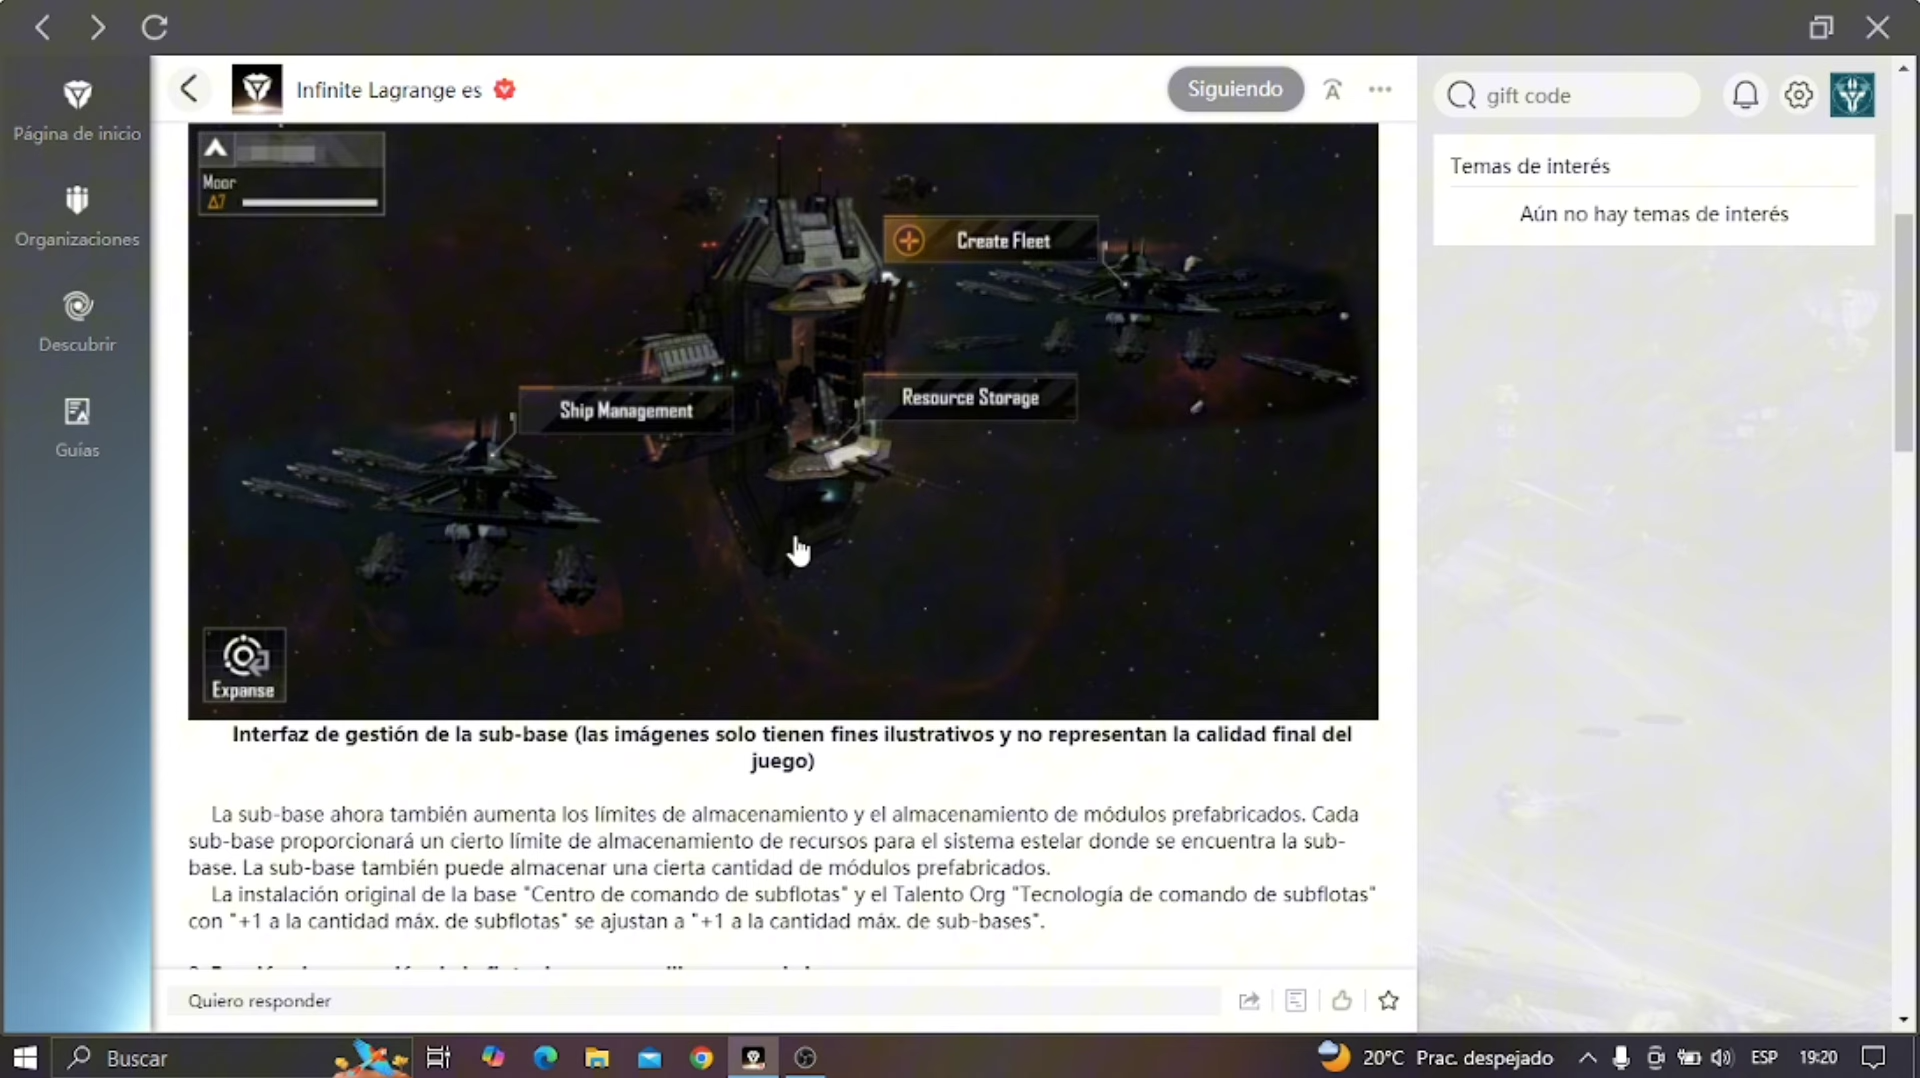 Infinite Lagrange es
Siguiendo
gift code
Página de inicio
Organizaciones
Descubrir
Guías
Temas de interés
Aún no hay temas de interés
Moor
Δ7
Create Fleet
Ship Management
Resource Storage
Expanse
Interfaz de gestión de la sub-base (las imágenes solo tienen fines ilustrativos y no representan la calidad final del
juego)
La sub-base ahora también aumenta los límites de almacenamiento y el almacenamiento de módulos prefabricados. Cada
sub-base proporcionará un cierto límite de almacenamiento de recursos para el sistema estelar donde se encuentra la sub-
base. La sub-base también puede almacenar una cierta cantidad de módulos prefabricados.
La instalación original de la base "Centro de comando de subflotas" y el Talento Org "Tecnología de comando de subflotas"
con "+1 a la cantidad máx. de subflotas" se ajustan a "+1 a la cantidad máx. de sub-bases".
Quiero responder
Buscar
20°C Prac. despejado
ESP
19:20